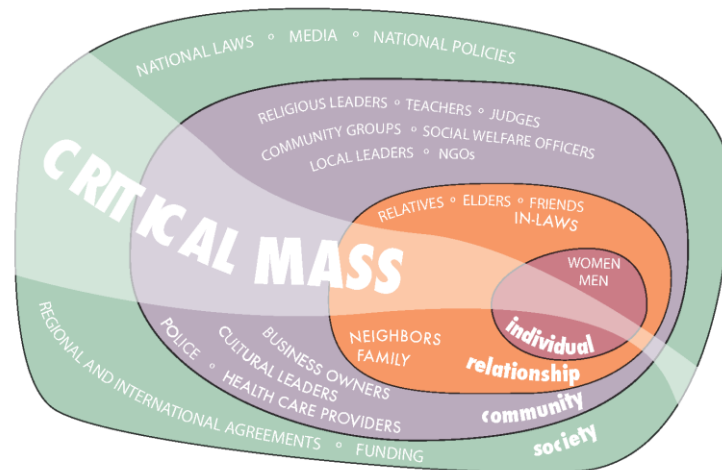 NATIONAL LAWS ° MEDIA ° NATIONAL POLICIES
RELIGIOUS LEADERS ° TEACHERS ° JUDGES
COMMUNITY GROUPS ° SOCIAL WELFARE OFFICERS
LOCAL LEADERS ° NGOs
CRITICAL MASS
RELATIVES ° ELDERS ° FRIENDS
IN-LAWS
WOMEN
MEN
individual
NEIGHBORS
FAMILY
relationship
BUSINESS OWNERS
CULTURAL LEADERS
POLICE ° HEALTH CARE PROVIDERS
community
REGIONAL AND INTERNATIONAL AGREEMENTS ° FUNDING
society